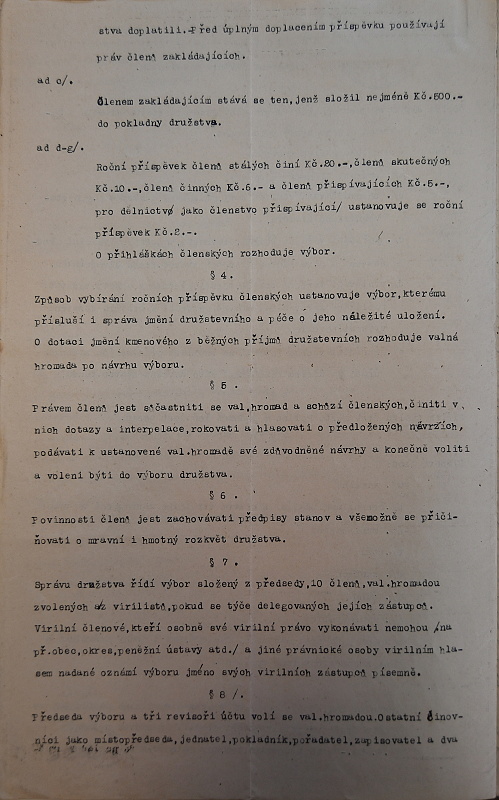 stva doplatili. Před úplným doplacením příspěvku používají
práv členů zakládajících.
ad c/.
Členem zakládajícím stává se ten, jenž složil nejméně Kč.500.-
do pokladny družstva.
ad d-g/.
Roční příspěvek členů stálých činí Kč.20.-, členů skutečných
Kč.10.-, členů činných Kč.6.- a členů přispívajících Kč.5.-,
pro dělnictvo jako členstvo přispívající/ ustanovuje se roční
příspěvek Kč.2.-.
O přihláškách členských rozhoduje výbor.
§ 4.
Způsob vybírání ročních příspěvku členských ustanovuje výbor, kterému
přísluší i správa jmění družstevního a péče o jeho náležité uložení.
O dotaci jmění kmenového z běžných příjmů družstevních rozhoduje valná
hromada po návrhu výboru.
§ 5 .
Právem členů jest súčastniti se val.hromad a schůzí členských, činiti v
nich dotazy a interpelace, rokovati a hlasovati o předložených návrzích,
podávati k ustanovené val.hromadě své zdůvodněné návrhy a konečně voliti
a voleni býti do výboru družstva.
§ 6 .
Povinností členů jest zachovávati předpisy stanov a všemožně se přiči-
ňovati o mravní i hmotný rozkvět družstva.
§ 7 .
Správu družstva řídí výbor složený z předsedy, 10 členů, val.hromadou
zvolených a virilistů, pokud se týče delegovaných jejích zástupců.
Virilní členové, kteří osobně své virilní právo vykonávati nemohou /na
př.obec, okres, peněžní ústavy atd./ a jiné právnické osoby virilním hla-
sem nadané oznámí výboru jméno svých virilních zástupců písemně.
§ 8 /.
Předseda výboru a tři revisoři účtu volí se val.hromadou. Ostatní činov-
níci jako místopředseda, jednatel, pokladník, pořadatel, zapisovatel a dva